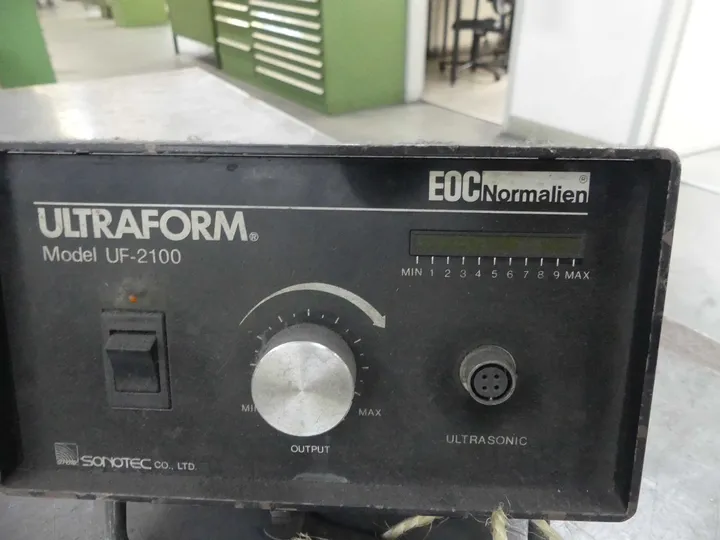 EOC Normalien ®
ULTRAFORM®
Model UF-2100
MIN 1 2 3 4 5 6 7 8 9 MAX
MIN MAX
OUTPUT
ULTRASONIC
SONOTEC CO., LTD.